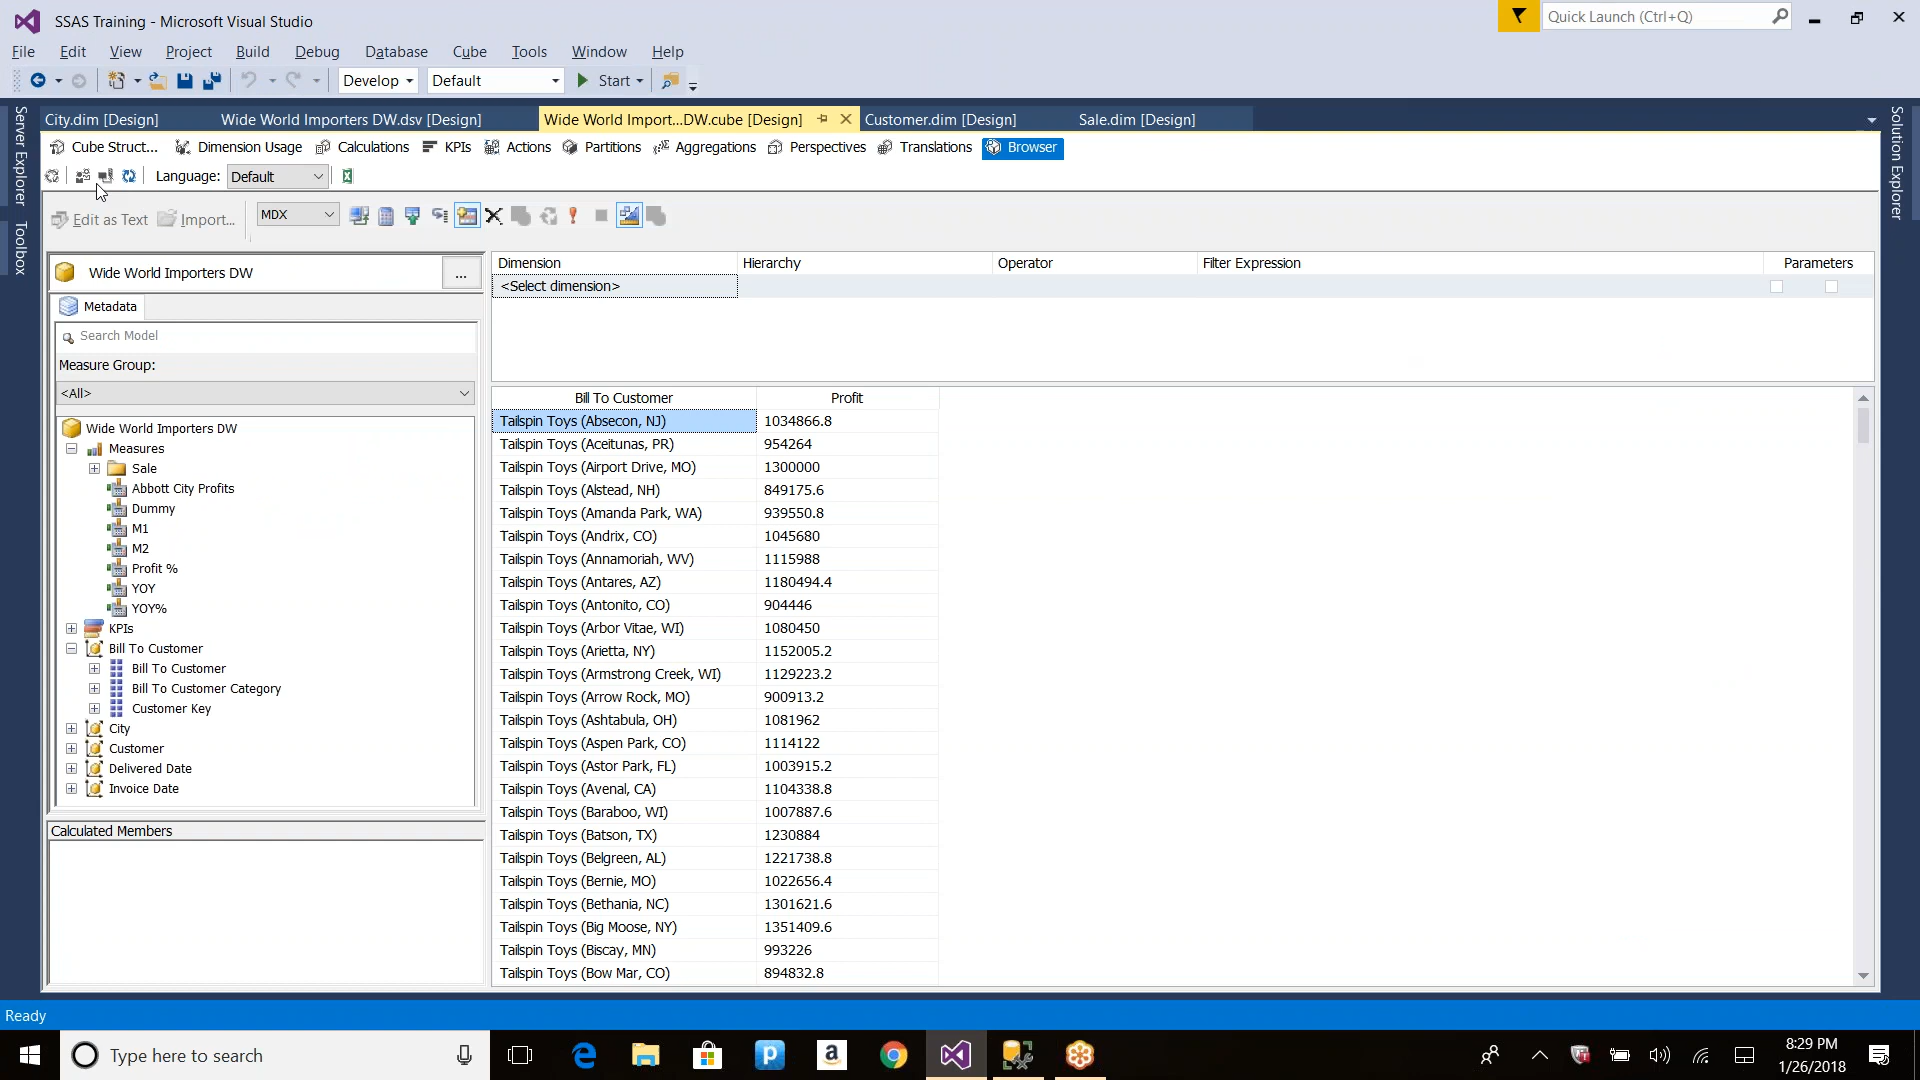 SSAS Training - Microsoft Visual Studio
Quick Launch (Ctrl+Q)
File Edit View Project Build Debug Database Cube Tools Window Help
Develop Default Start
City.dim [Design] Wide World Importers DW.dsv [Design] Wide World Import...DW.cube [Design] Customer.dim [Design] Sale.dim [Design]
Server Explorer
Toolbox
Solution Explorer
Cube Struct... Dimension Usage Calculations KPIs Actions Partitions Aggregations Perspectives Translations Browser
Language: Default
Edit as Text Import... MDX
Wide World Importers DW ...
Metadata
Search Model
Measure Group:
<All>
Wide World Importers DW
Measures
Sale
Abbott City Profits
Dummy
M1
M2
Profit %
YOY
YOY%
KPIs
Bill To Customer
Bill To Customer
Bill To Customer Category
Customer Key
City
Customer
Delivered Date
Invoice Date
Calculated Members
Dimension Hierarchy Operator Filter Expression Parameters
<Select dimension>
Bill To Customer Profit
Tailspin Toys (Absecon, NJ) 1034866.8
Tailspin Toys (Aceitunas, PR) 954264
Tailspin Toys (Airport Drive, MO) 1300000
Tailspin Toys (Alstead, NH) 849175.6
Tailspin Toys (Amanda Park, WA) 939550.8
Tailspin Toys (Andrix, CO) 1045680
Tailspin Toys (Annamoriah, WV) 1115988
Tailspin Toys (Antares, AZ) 1180494.4
Tailspin Toys (Antonito, CO) 904446
Tailspin Toys (Arbor Vitae, WI) 1080450
Tailspin Toys (Arietta, NY) 1152005.2
Tailspin Toys (Armstrong Creek, WI) 1129223.2
Tailspin Toys (Arrow Rock, MO) 900913.2
Tailspin Toys (Ashtabula, OH) 1081962
Tailspin Toys (Aspen Park, CO) 1114122
Tailspin Toys (Astor Park, FL) 1003915.2
Tailspin Toys (Avenal, CA) 1104338.8
Tailspin Toys (Baraboo, WI) 1007887.6
Tailspin Toys (Batson, TX) 1230884
Tailspin Toys (Belgreen, AL) 1221738.8
Tailspin Toys (Bernie, MO) 1022656.4
Tailspin Toys (Bethania, NC) 1301621.6
Tailspin Toys (Big Moose, NY) 1351409.6
Tailspin Toys (Biscay, MN) 993226
Tailspin Toys (Bow Mar, CO) 894832.8
Ready
Type here to search
8:29 PM
1/26/2018